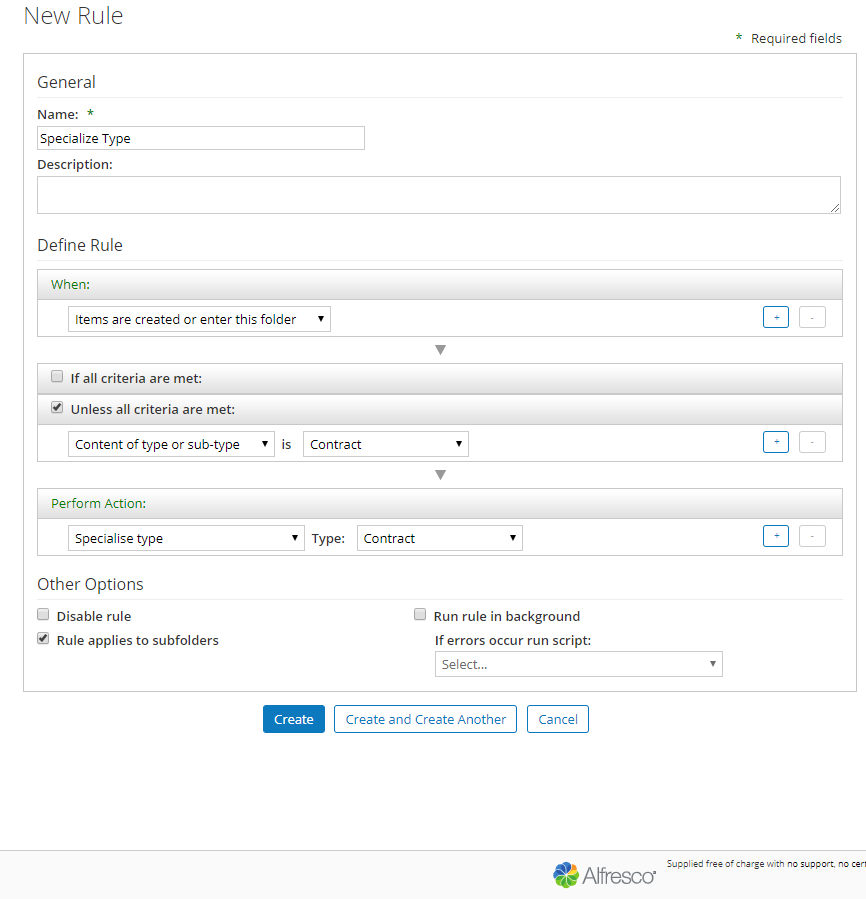 New Rule
* Required fields
General
Name: *
Specialize Type
Description:
Define Rule
When:
Items are created or enter this folder
+ -
If all criteria are met:
Unless all criteria are met:
Content of type or sub-type is Contract
+ -
Perform Action:
Specialise type Type: Contract
+ -
Other Options
Disable rule Run rule in background
Rule applies to subfolders If errors occur run script:
Select...
Create Create and Create Another Cancel
Alfresco Supplied free of charge with no support, no cer